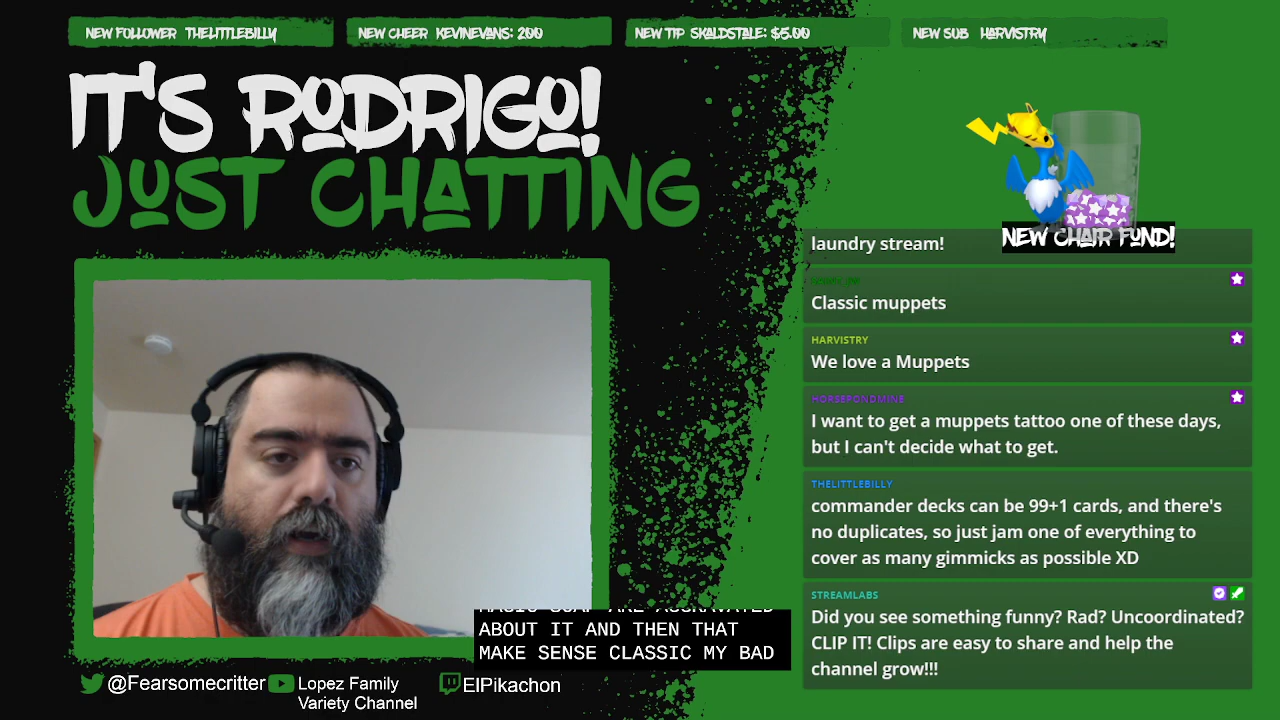 NEW FOLLOWER THELITTLEBILLY
NEW CHEER KEVINEVANS: 200
NEW TIP SKALDSTALE: $5.00
NEW SUB HARVISTRY
IT'S RODRIGO!
JUST CHATTING
NEW CHAIR FUND!
laundry stream!
Classic muppets
HARVISTRY
We love a Muppets
HORSEPONDMINE
I want to get a muppets tattoo one of these days,
but I can't decide what to get.
THELITTLEBILLY
commander decks can be 99+1 cards, and there's
no duplicates, so just jam one of everything to
cover as many gimmicks as possible XD
STREAMLABS
Did you see something funny? Rad? Uncoordinated?
CLIP IT! Clips are easy to share and help the
channel grow!!!
ABOUT IT AND THEN THAT
MAKE SENSE CLASSIC MY BAD
@Fearsomecritter
Lopez Family
Variety Channel
ElPikachon